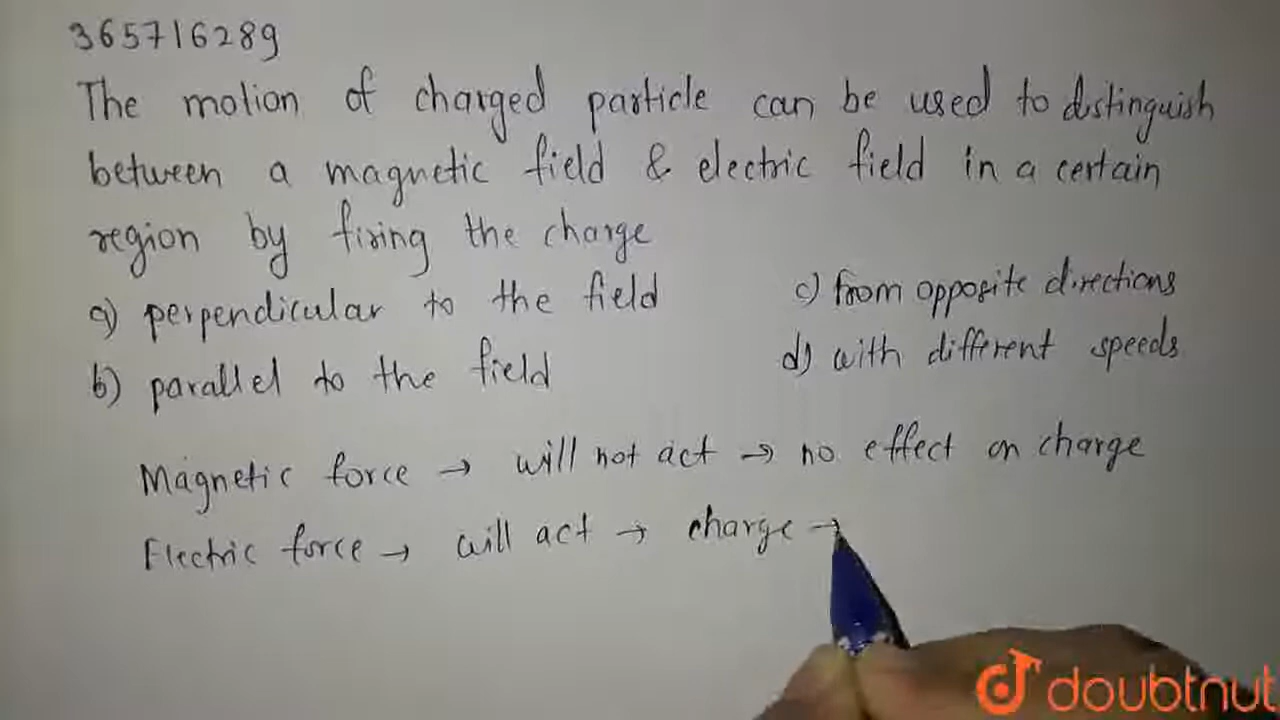 365716289
The motion of charged particle can be used to distinguish
between a magnetic field & electric field in a certain
region by firing the charge
a) perpendicular to the field
b) parallel to the field
c) from opposite directions
d) with different speeds
Magnetic force → will not act → no effect on charge
Electric force → will act → charge →
doubtnut